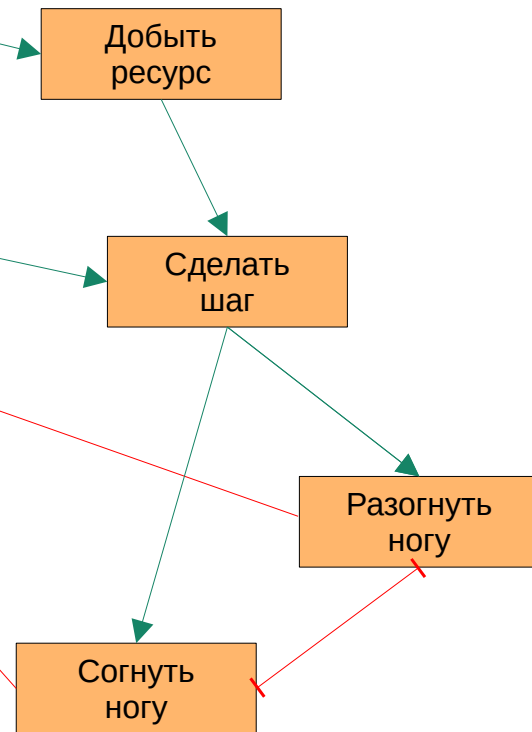 Добыть
ресурс
Сделать
шаг
Разогнуть
ногу
Согнуть
ногу